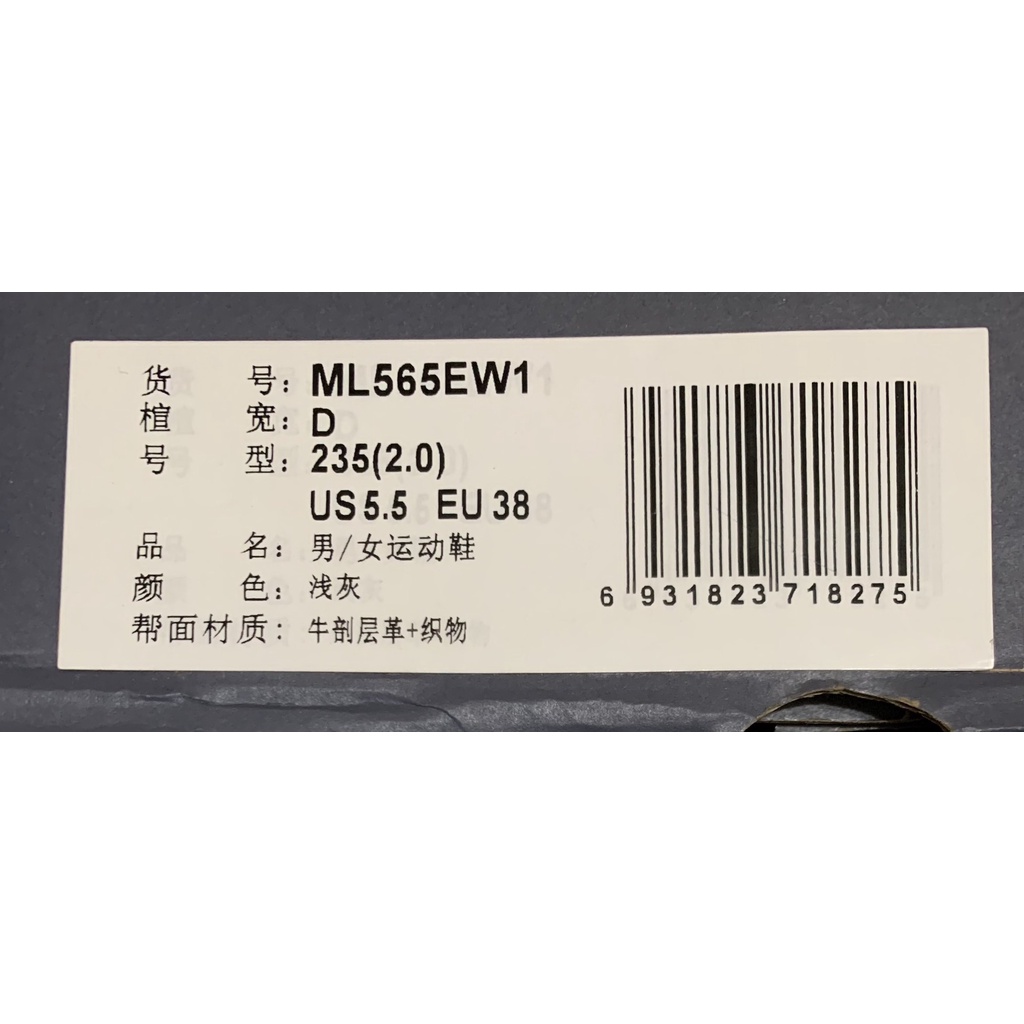 货 号: ML565EW1
楦 宽: D
号 型: 235(2.0)
US 5.5 EU 38
品 名: 男/女运动鞋
颜 色: 浅灰
帮面材质: 牛剖层革+织物
6 931823 718275